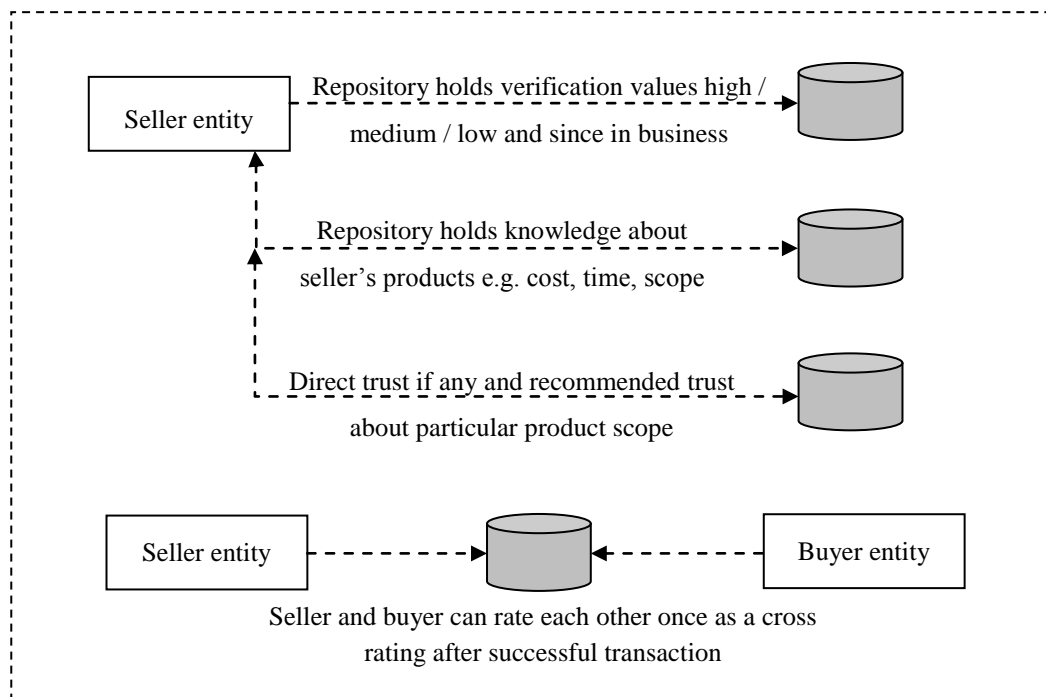 Repository holds verification values high /
Seller entity
medium / low and since in business
Repository holds knowledge about
seller’s products e.g. cost, time, scope
Direct trust if any and recommended trust
about particular product scope
Seller entity
Buyer entity
Seller and buyer can rate each other once as a cross
rating after successful transaction